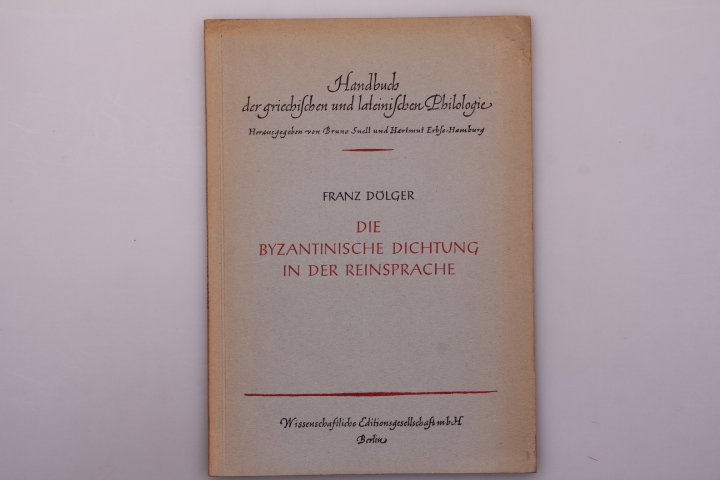 Handbuch
der griechischen und lateinischen Philologie
Herausgegeben von Bruno Snell und Hartmut Erbse-Hamburg
FRANZ DÖLGER
DIE
BYZANTINISCHE DICHTUNG
IN DER REINSPRACHE
Wissenschaftliche Editionsgesellschaft m·b·H
Berlin